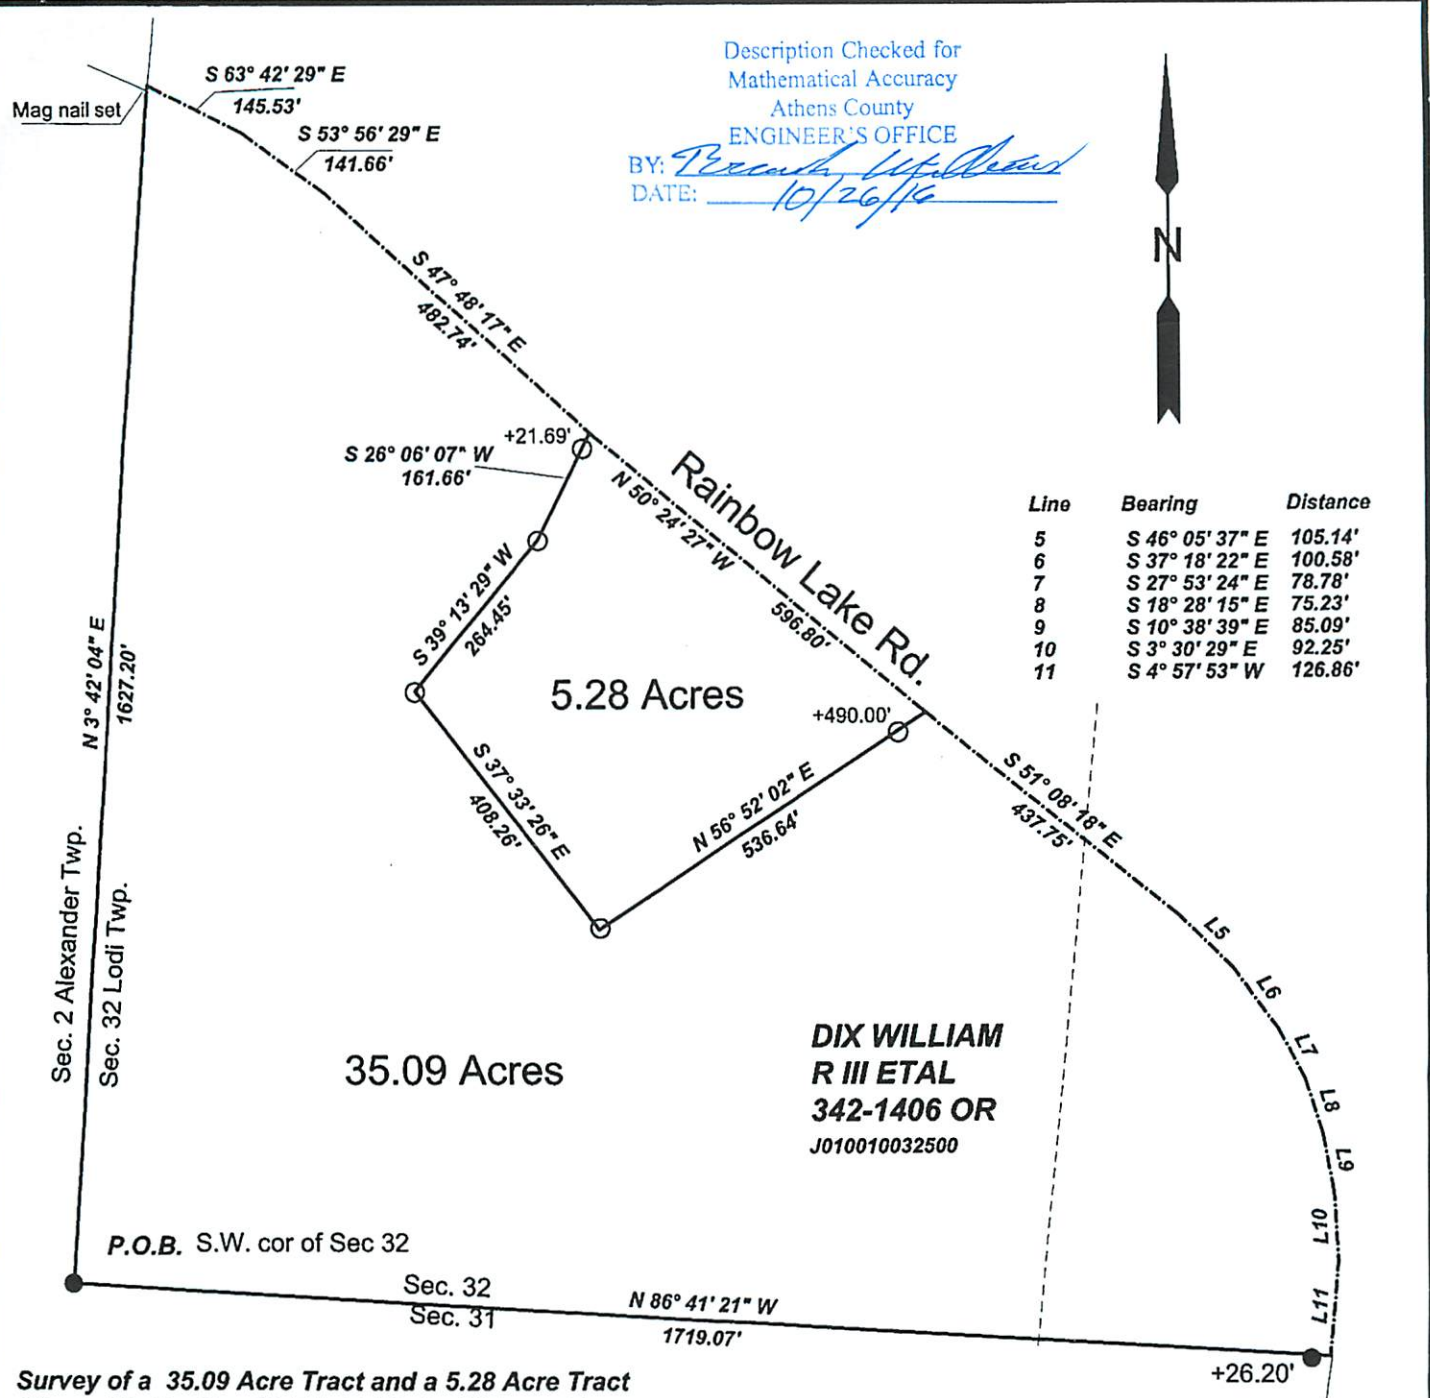 Description Checked for
Mathematical Accuracy
Athens County
ENGINEER'S OFFICE
BY:
DATE: 10/26/16
S 63° 42' 29" E
145.53'
Mag nail set
S 53° 56' 29" E
141.66'
N
S 47° 48' 17" E
482.74'
+21.69'
S 26° 06' 07" W
161.66'
Rainbow Lake Rd.
N 50° 24' 27" W
596.80'
Line Bearing Distance
5 S 46° 05' 37" E 105.14'
6 S 37° 18' 22" E 100.58'
7 S 27° 53' 24" E 78.78'
8 S 18° 28' 15" E 75.23'
9 S 10° 38' 39" E 85.09'
10 S 3° 30' 29" E 92.25'
11 S 4° 57' 53" W 126.86'
S 39° 13' 29" W
264.45'
N 3° 42' 04" E
1627.20'
5.28 Acres
+490.00'
S 37° 33' 26" E
408.26'
N 56° 52' 02" E
536.64'
S 51° 08' 18" E
437.75'
Sec. 2 Alexander Twp.
Sec. 32 Lodi Twp.
L5
L6
L7
L8
L9
L10
L11
35.09 Acres
DIX WILLIAM
R III ETAL
342-1406 OR
J010010032500
P.O.B. S.W. cor of Sec 32
Sec. 32
Sec. 31
N 86° 41' 21" W
1719.07'
+26.20'
Survey of a 35.09 Acre Tract and a 5.28 Acre Tract